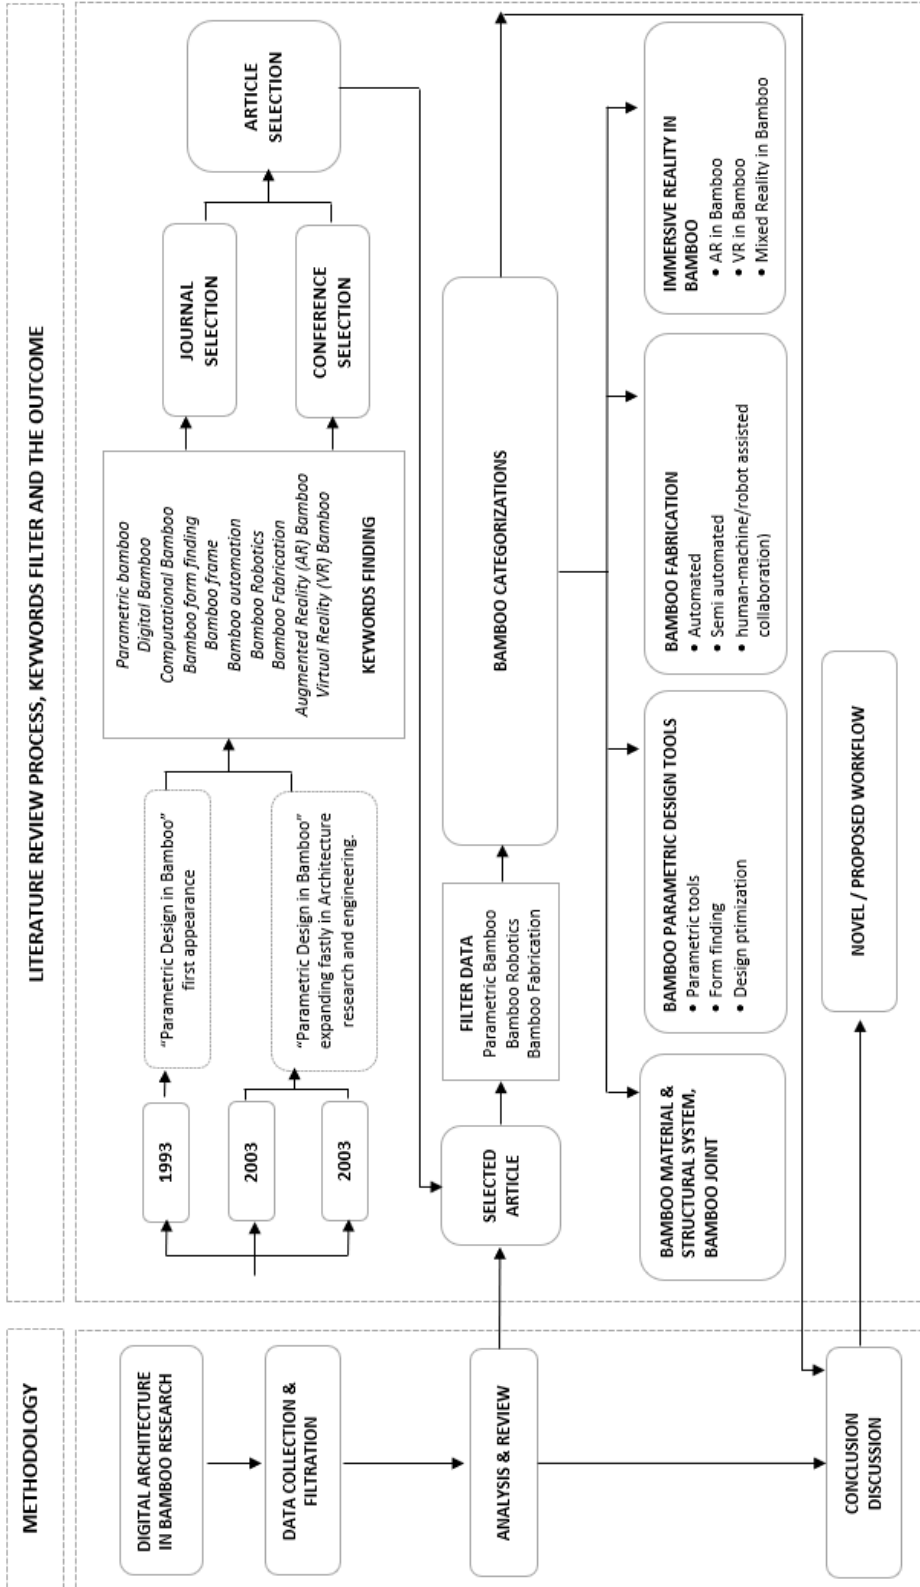 METHODOLOGY
LITERATURE REVIEW PROCESS, KEYWORDS FILTER AND THE OUTCOME
DIGITAL ARCHITECTURE
IN BAMBOO RESEARCH
DATA COLLECTION &
FILTRATION
ANALYSIS & REVIEW
CONCLUSION
DISCUSSION
1993
2003
2003
“Parametric Design in Bamboo”
first appearance
“Parametric Design in Bamboo”
expanding fastly in Architecture
research and engineering.
Parametric bamboo
Digital Bamboo
Computational Bamboo
Bamboo form finding
Bamboo frame
Bamboo automation
Bamboo Robotics
Bamboo Fabrication
Augmented Reality (AR) Bamboo
Virtual Reality (VR) Bamboo
KEYWORDS FINDING
JOURNAL
SELECTION
CONFERENCE
SELECTION
ARTICLE
SELECTION
SELECTED
ARTICLE
FILTER DATA
Parametric Bamboo
Bamboo Robotics
Bamboo Fabrication
BAMBOO CATEGORIZATIONS
BAMBOO MATERIAL &
STRUCTURAL SYSTEM,
BAMBOO JOINT
BAMBOO PARAMETRIC DESIGN TOOLS
• Parametric tools
• Form finding
• Design ptimization
BAMBOO FABRICATION
• Automated
• Semi automated
• human-machine/robot assisted
collaboration)
IMMERSIVE REALITY IN
BAMBOO
• AR in Bamboo
• VR in Bamboo
• Mixed Reality in Bamboo
NOVEL / PROPOSED WORKFLOW